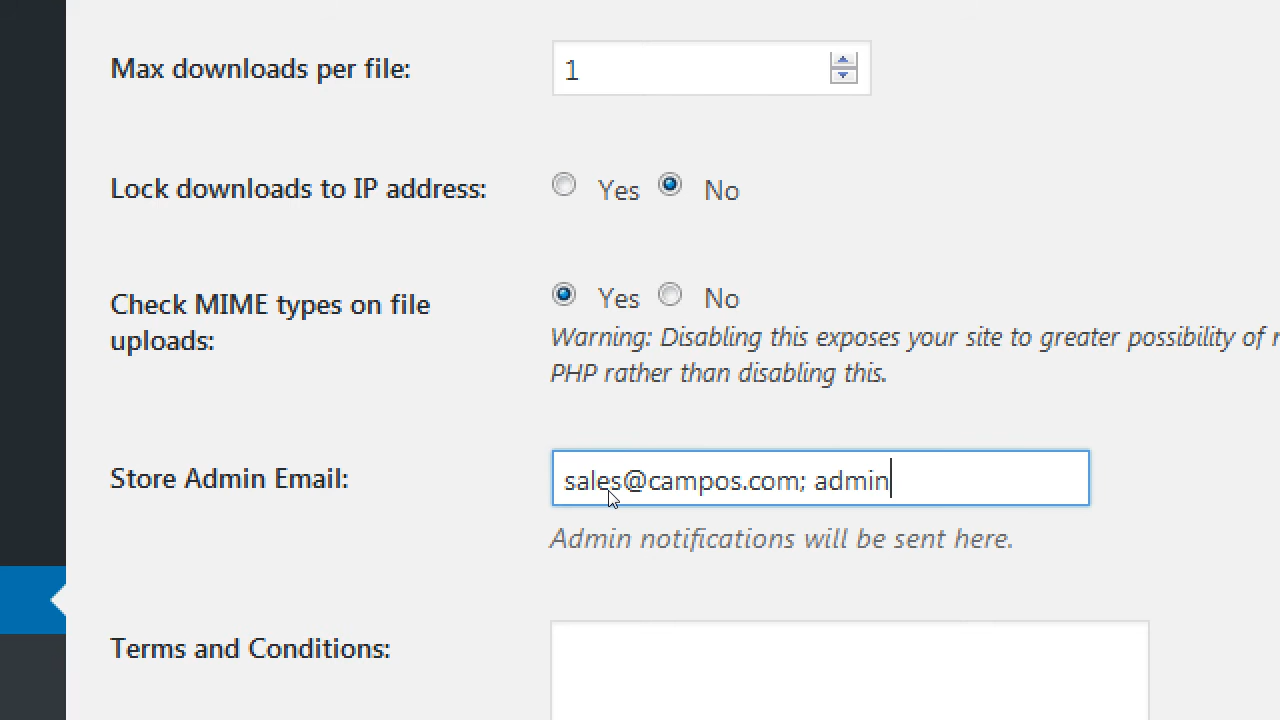 Max downloads per file:
1
Lock downloads to IP address:
Yes No
Check MIME types on file
uploads:
Yes No
Warning: Disabling this exposes your site to greater possibility of
PHP rather than disabling this.
Store Admin Email:
sales@campos.com; admin
Admin notifications will be sent here.
Terms and Conditions: